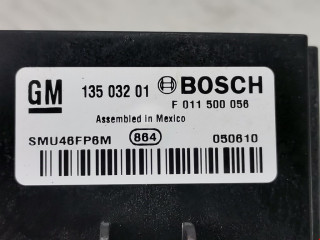 GM 135 032 01 BOSCH
F 011 500 056
Assembled in Mexico
SMU46FP6M 864 050610